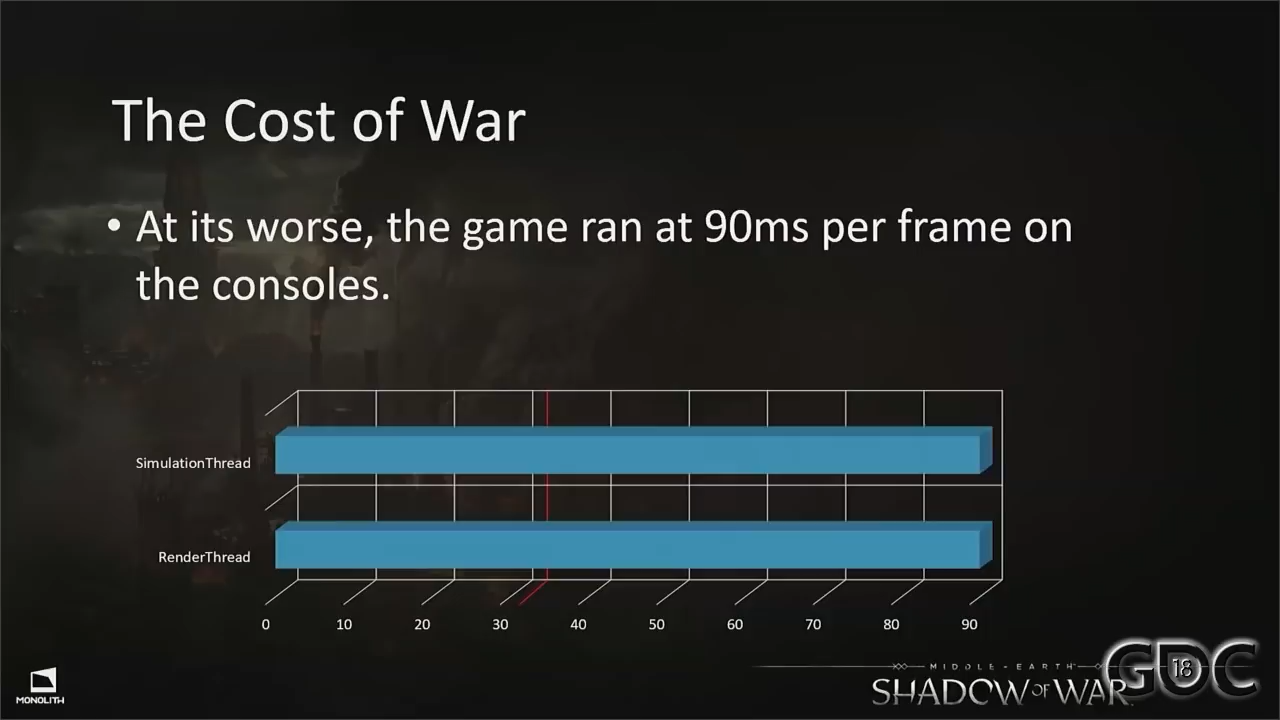 The Cost of War
• At its worse, the game ran at 90ms per frame on
the consoles.
SimulationThread
RenderThread
0 10 20 30 40 50 60 70 80 90
MONOLITH
MIDDLE-EARTH
SHADOW OF WAR
GDC
18